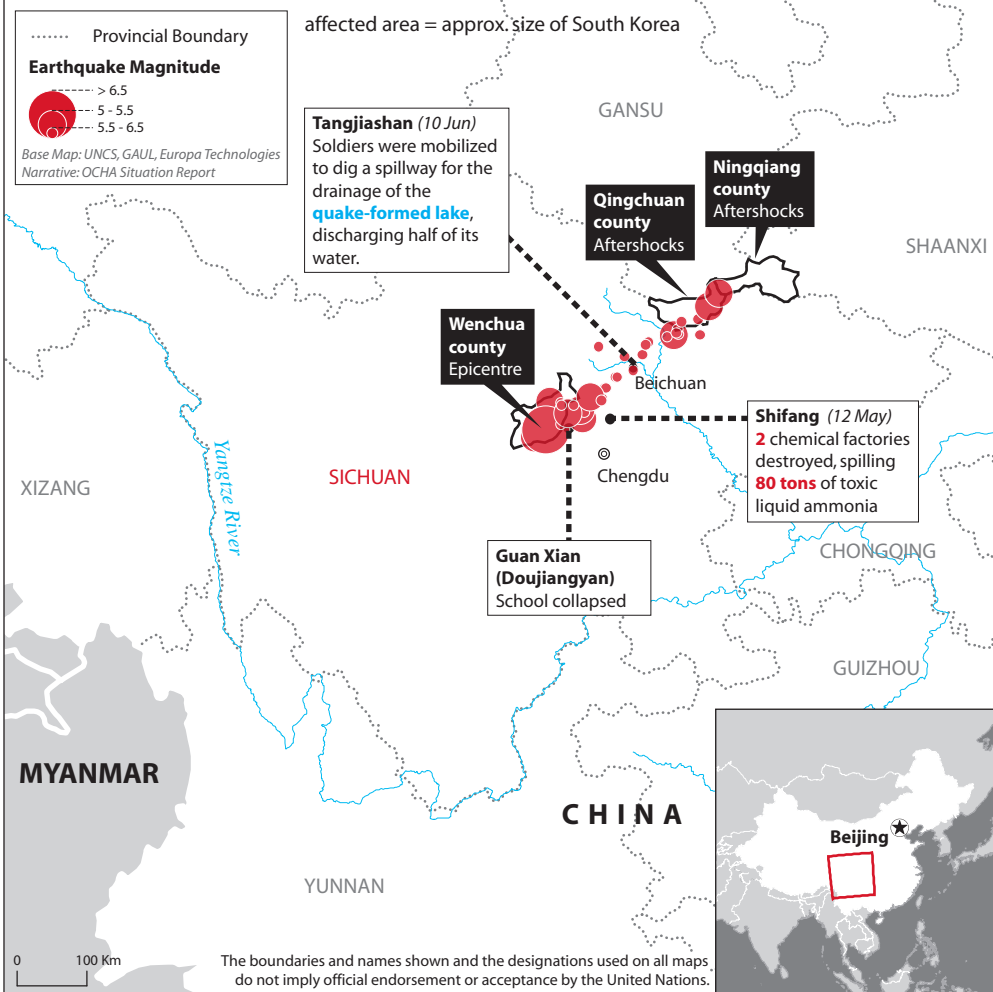 affected area = approx. size of South Korea
Provincial Boundary
Earthquake Magnitude
> 6.5
5 - 5.5
5.5 - 6.5
Base Map: UNCS, GAUL, Europa Technologies
Narrative: OCHA Situation Report
GANSU
Tangjiashan (10 Jun)
Soldiers were mobilized
to dig a spillway for the
drainage of the
quake-formed lake,
discharging half of its
water.
Ningqiang
county
Aftershocks
Qingchuan
county
Aftershocks
SHAANXI
Wenchua
county
Epicentre
Beichuan
Shifang (12 May)
2 chemical factories
destroyed, spilling
80 tons of toxic
liquid ammonia
Chengdu
SICHUAN
XIZANG
Yangtze River
Guan Xian
(Doujiangyan)
School collapsed
CHONGQING
GUIZHOU
MYANMAR
CHINA
Beijing
YUNNAN
0 100 Km
The boundaries and names shown and the designations used on all maps
do not imply official endorsement or acceptance by the United Nations.